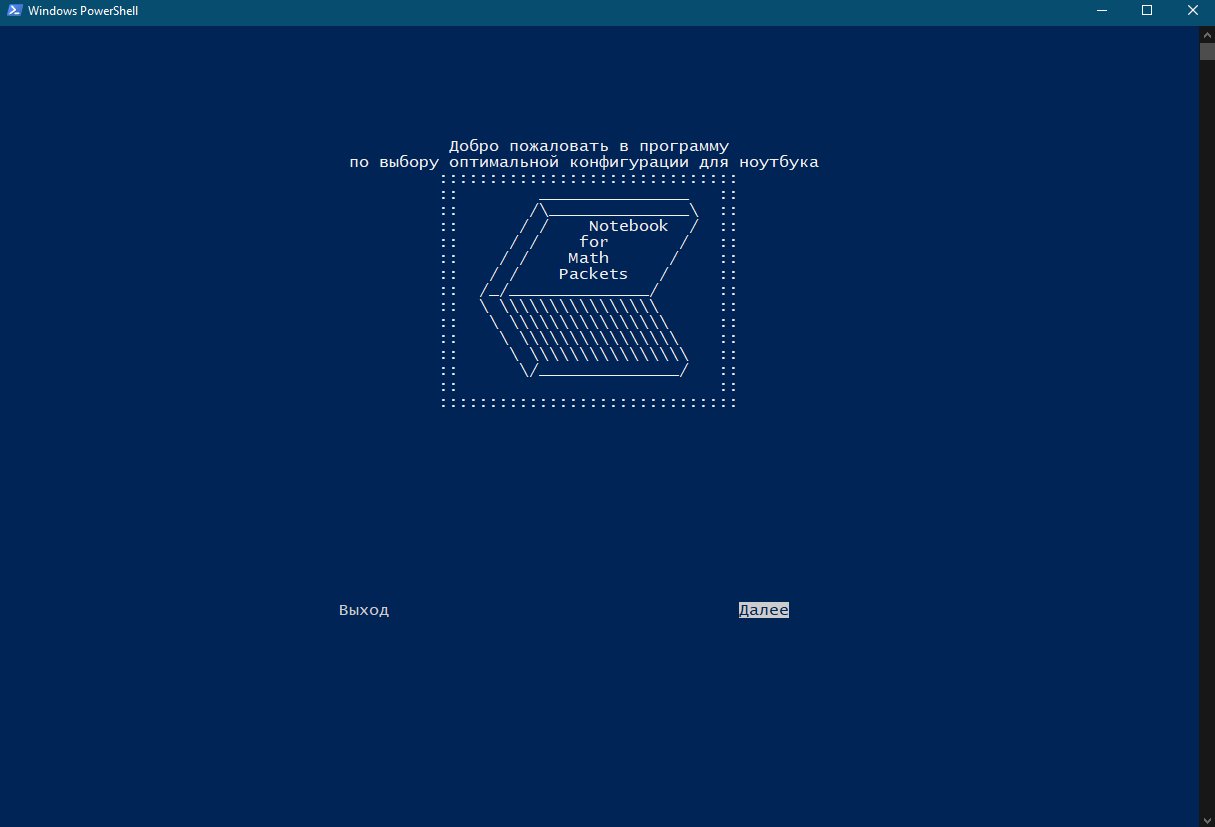 Windows PowerShell
Добро пожаловать в программу
по выбору оптимальной конфигурации для ноутбука
Notebook
for
Math
Packets
Выход Далее